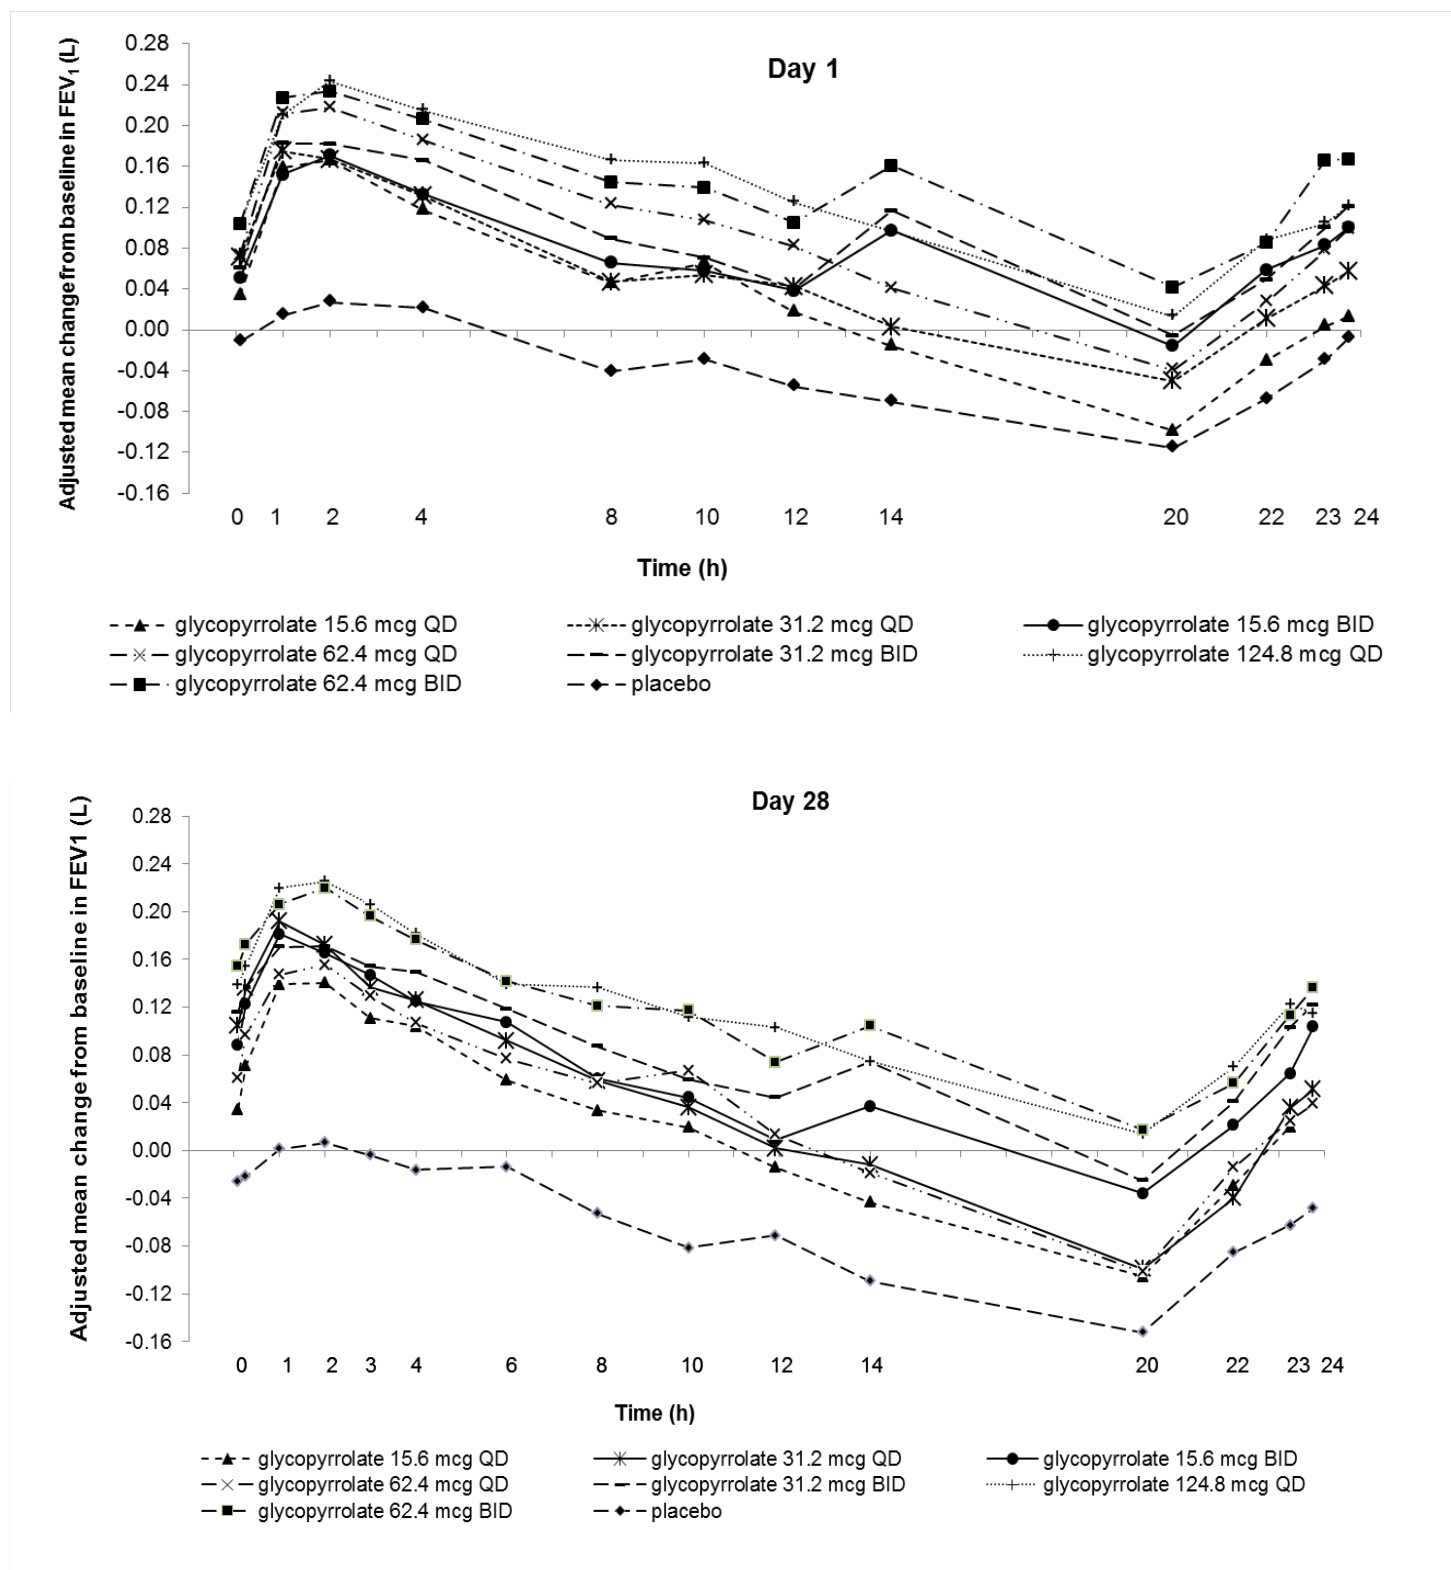 Day 1
Adjusted mean change from baseline in FEV1 (L)
0.28
0.24
0.20
0.16
0.12
0.08
0.04
0.00
-0.04
-0.08
-0.12
-0.16
0 1 2 4 8 10 12 14 20 22 23 24
Time (h)
glycopyrrolate 15.6 mcg QD glycopyrrolate 31.2 mcg QD glycopyrrolate 15.6 mcg BID
glycopyrrolate 62.4 mcg QD glycopyrrolate 31.2 mcg BID glycopyrrolate 124.8 mcg QD
glycopyrrolate 62.4 mcg BID placebo
Day 28
Adjusted mean change from baseline in FEV1 (L)
0.28
0.24
0.20
0.16
0.12
0.08
0.04
0.00
-0.04
-0.08
-0.12
-0.16
0 1 2 3 4 6 8 10 12 14 20 22 23 24
Time (h)
glycopyrrolate 15.6 mcg QD glycopyrrolate 31.2 mcg QD glycopyrrolate 15.6 mcg BID
glycopyrrolate 62.4 mcg QD glycopyrrolate 31.2 mcg BID glycopyrrolate 124.8 mcg QD
glycopyrrolate 62.4 mcg BID placebo